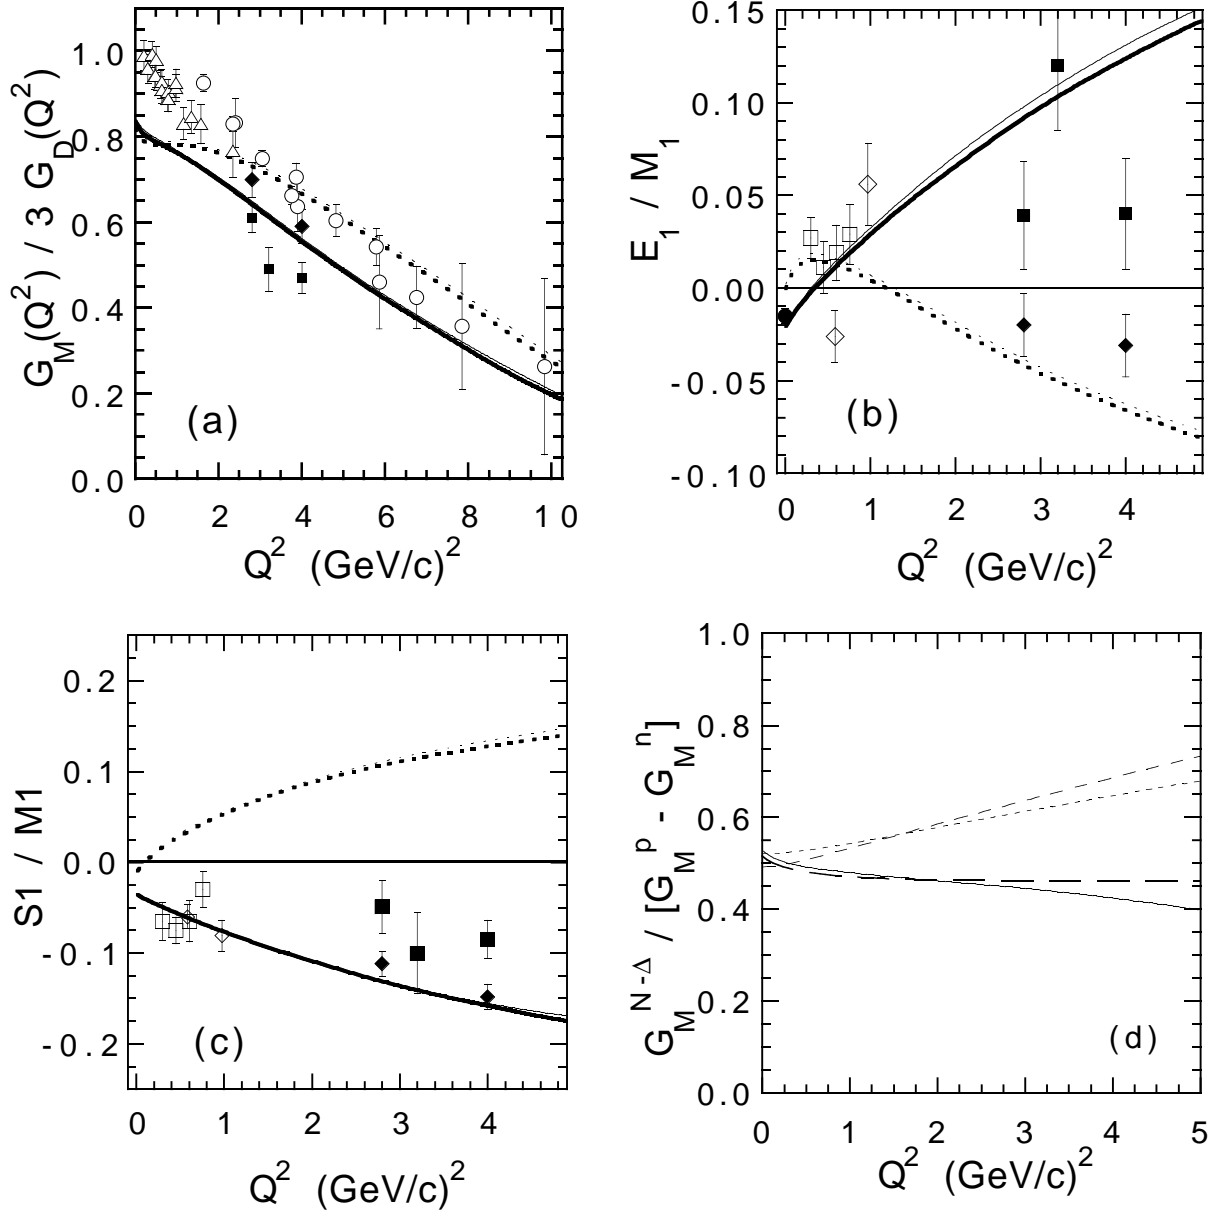 G_M(Q^2) / 3 G_D(Q^2)
1.0
0.8
0.6
0.4
0.2
0.0
(a)
0 2 4 6 8 10
Q^2 (GeV/c)^2
E_1 / M_1
0.15
0.10
0.05
0.00
-0.05
-0.10
(b)
0 1 2 3 4
Q^2 (GeV/c)^2
S1 / M1
0.2
0.1
0.0
-0.1
-0.2
(c)
0 1 2 3 4
Q^2 (GeV/c)^2
G_M^{N-Δ} / [G_M^p - G_M^n]
1.0
0.8
0.6
0.4
0.2
0.0
(d)
0 1 2 3 4 5
Q^2 (GeV/c)^2